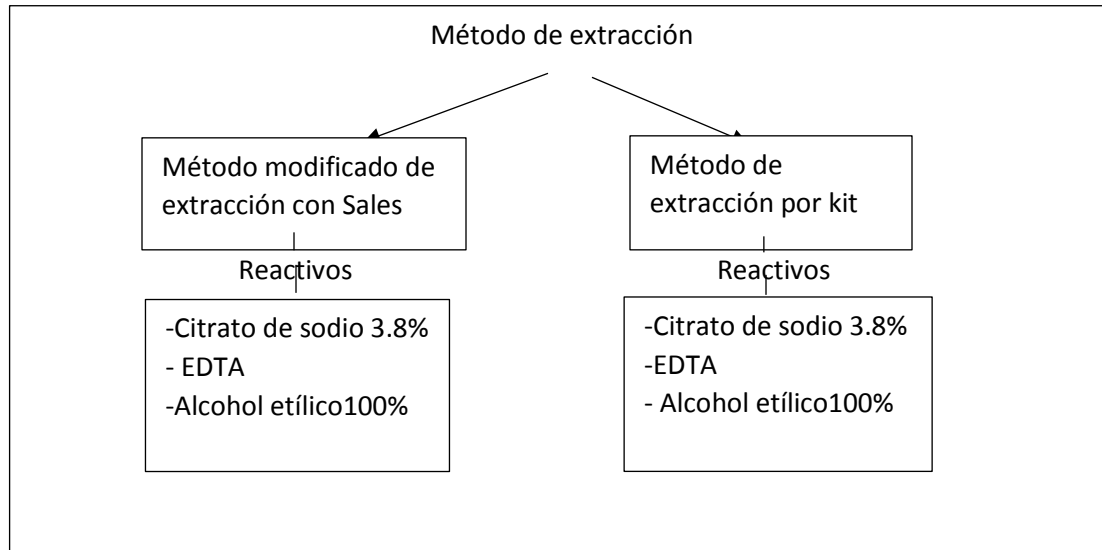 Método de extracción
Método modificado de
extracción con Sales
Reactivos
-Citrato de sodio 3.8%
- EDTA
-Alcohol etílico100%
Método de
extracción por kit
Reactivos
-Citrato de sodio 3.8%
-EDTA
- Alcohol etílico100%